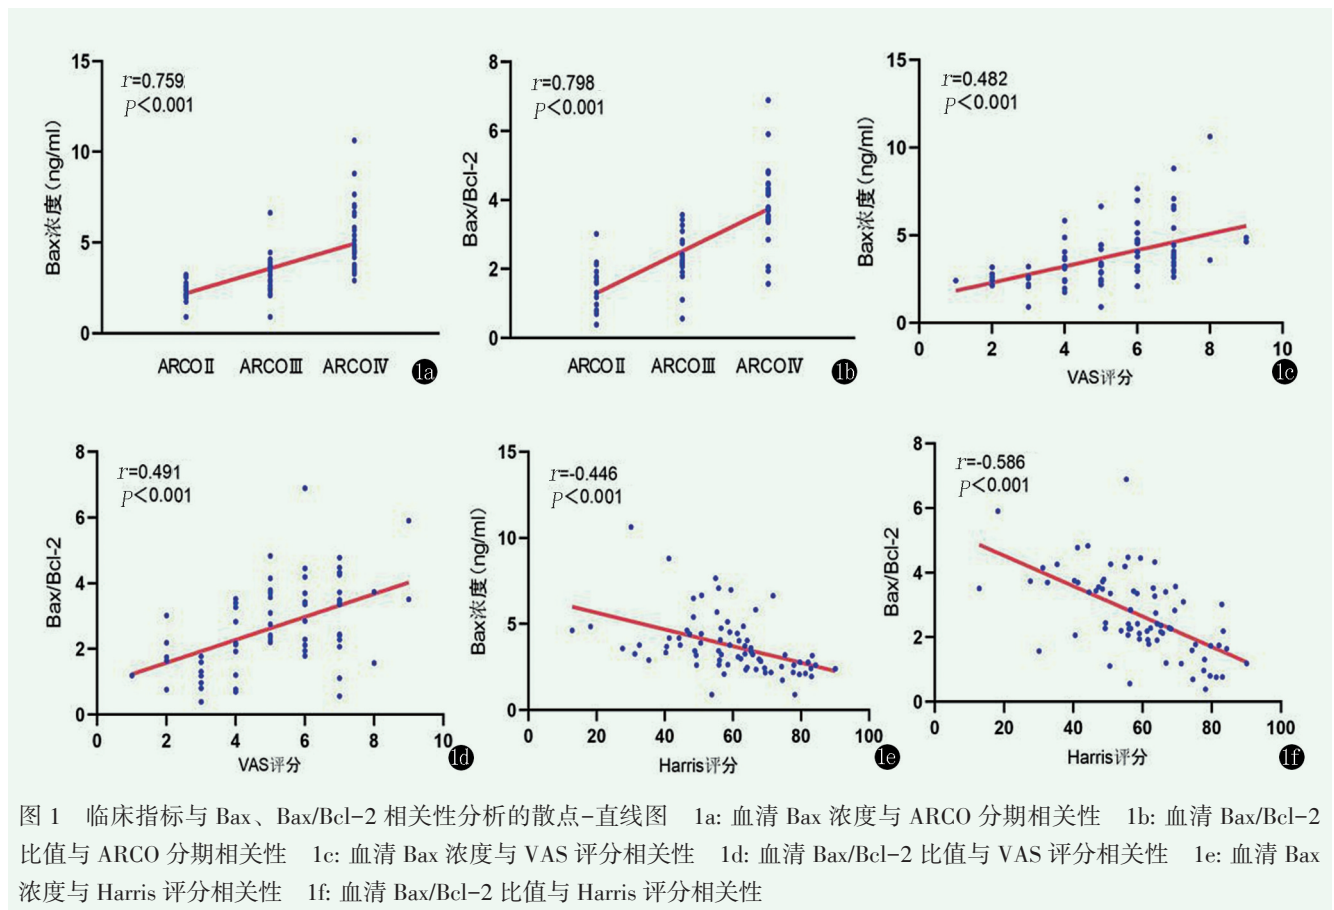 r=0.759
P＜0.001
Bax浓度(ng/ml)
15
10
5
0
ARCOⅡ ARCOⅢ ARCOⅣ
1a
r=0.798
P＜0.001
Bax/Bcl-2
8
6
4
2
0
ARCOⅡ ARCOⅢ ARCOⅣ
1b
r=0.482
P＜0.001
Bax浓度(ng/ml)
15
10
5
0
0 2 4 6 8 10
VAS评分
1c
r=0.491
P＜0.001
Bax/Bcl-2
8
6
4
2
0
0 2 4 6 8 10
VAS评分
1d
r=-0.446
P＜0.001
Bax浓度(ng/ml)
15
10
5
0
0 20 40 60 80 100
Harris评分
1e
r=-0.586
P＜0.001
Bax/Bcl-2
8
6
4
2
0
0 20 40 60 80 100
Harris评分
1f
图 1 临床指标与 Bax、Bax/Bcl-2 相关性分析的散点-直线图 1a: 血清 Bax 浓度与 ARCO 分期相关性 1b: 血清 Bax/Bcl-2
比值与 ARCO 分期相关性 1c: 血清 Bax 浓度与 VAS 评分相关性 1d: 血清 Bax/Bcl-2 比值与 VAS 评分相关性 1e: 血清 Bax
浓度与 Harris 评分相关性 1f: 血清 Bax/Bcl-2 比值与 Harris 评分相关性